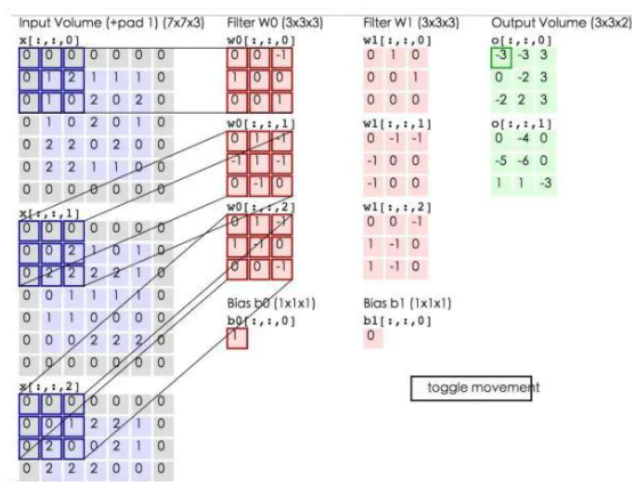 Input Volume (+pad 1) (7x7x3)
x[:,:,0]
0 0 0 0 0 0 0
0 1 2 1 1 1 0
0 1 0 2 0 2 0
0 1 0 2 0 1 0
0 2 2 0 2 0 0
0 2 2 1 1 0 0
0 0 0 0 0 0 0
x[:,:,1]
0 0 0 0 0 0 0
0 0 2 1 0 1 0
0 2 2 2 2 1 0
0 0 1 1 1 1 0
0 1 1 0 0 0 0
0 0 0 2 2 2 0
0 0 0 0 0 0 0
x[:,:,2]
0 0 0 0 0 0 0
0 0 1 2 2 1 0
0 2 0 0 2 1 0
0 2 2 2 0 0 0
Filter W0 (3x3x3)
w0[:,:,0]
0 0 -1
1 0 0
0 0 1
w0[:,:,1]
0 -1
-1 1 -1
0 -1 0
w0[:,:,2]
0 1 -1
1 -1 0
0 0 -1
Bias b0 (1x1x1)
b0[:,:,0]
1
Filter W1 (3x3x3)
w1[:,:,0]
0 1 0
0 0 1
0 0 0
w1[:,:,1]
0 -1 -1
-1 0 0
-1 0 0
w1[:,:,2]
0 0 -1
1 -1 0
1 -1 0
Bias b1 (1x1x1)
b1[:,:,0]
0
Output Volume (3x3x2)
o[:,:,0]
-3 -3 3
0 -2 3
-2 2 3
o[:,:,1]
0 -4 0
-5 -6 0
1 1 -3
toggle movement